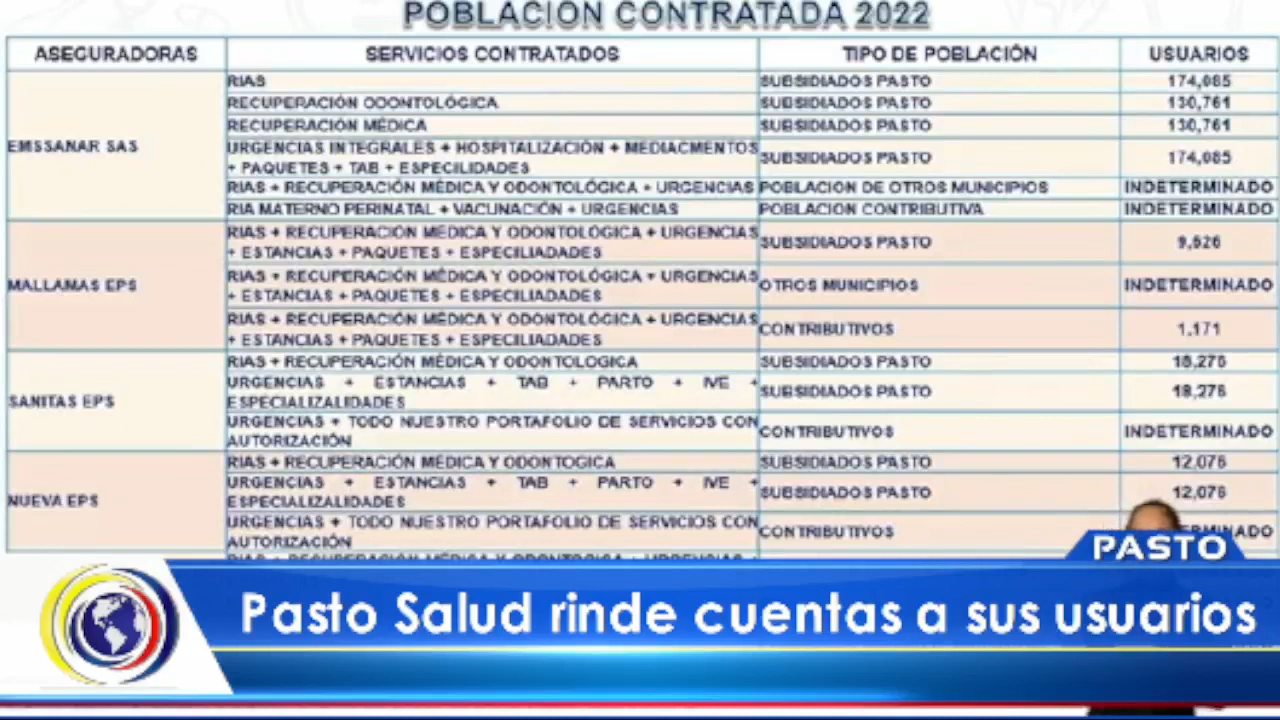 POBLACIÓN CONTRATADA 2022
ASEGURADORAS SERVICIOS CONTRATADOS TIPO DE POBLACIÓN USUARIOS
EMSSANAR SAS
RIAS SUBSIDIADOS PASTO 174,085
RECUPERACIÓN ODONTOLÓGICA SUBSIDIADOS PASTO 130,761
RECUPERACIÓN MÉDICA SUBSIDIADOS PASTO 130,761
URGENCIAS INTEGRALES + HOSPITALIZACIÓN + MEDIACMENTOS
+ PAQUETES + TAB + ESPECILIDADES
SUBSIDIADOS PASTO 174,085
RIAS + RECUPERACIÓN MÉDICA Y ODONTOLÓGICA + URGENCIAS POBLACION DE OTROS MUNICIPIOS INDETERMINADO
RIA MATERNO PERINATAL + VACUNACIÓN + URGENCIAS POBLACION CONTRIBUTIVA INDETERMINADO
MALLAMAS EPS
RIAS + RECUPERACIÓN MÉDICA Y ODONTOLÓGICA + URGENCIAS
+ ESTANCIAS + PAQUETES + ESPECILIADADES
SUBSIDIADOS PASTO
RIAS + RECUPERACIÓN MÉDICA Y ODONTOLÓGICA + URGENCIAS
+ ESTANCIAS + PAQUETES + ESPECILIADADES
OTROS MUNICIPIOS INDETERMINADO
RIAS + RECUPERACIÓN MÉDICA Y ODONTOLÓGICA + URGENCIAS
+ ESTANCIAS + PAQUETES + ESPECILIADADES
CONTRIBUTIVOS 1,171
SANITAS EPS
RIAS + RECUPERACIÓN MÉDICA Y ODONTOLOGICA SUBSIDIADOS PASTO
URGENCIAS + ESTANCIAS + TAB + PARTO + IVE +
ESPECIALIZALIDADES
SUBSIDIADOS PASTO
URGENCIAS + TODO NUESTRO PORTAFOLIO DE SERVICIOS CON
AUTORIZACIÓN
CONTRIBUTIVOS INDETERMINADO
NUEVA EPS
RIAS + RECUPERACIÓN MÉDICA Y ODONTOGICA SUBSIDIADOS PASTO 12,076
URGENCIAS + ESTANCIAS + TAB + PARTO + IVE +
ESPECIALIZALIDADES
SUBSIDIADOS PASTO 12,076
URGENCIAS + TODO NUESTRO PORTAFOLIO DE SERVICIOS CON
AUTORIZACIÓN
CONTRIBUTIVOS
PASTO
Pasto Salud rinde cuentas a sus usuarios